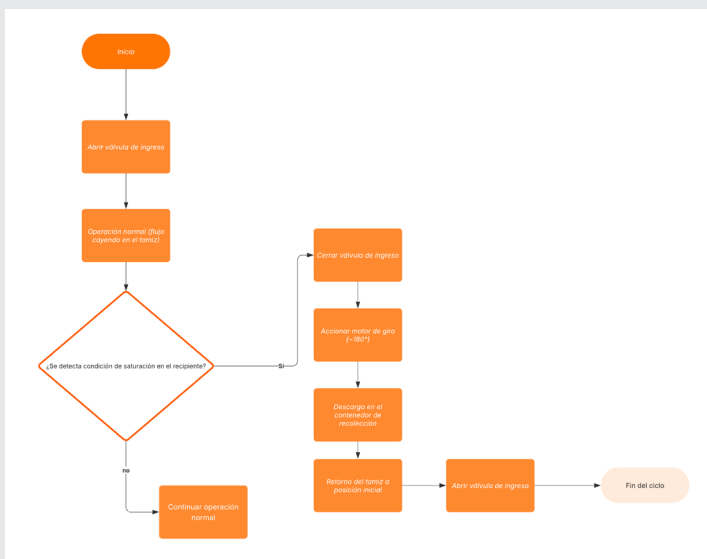 Inicio
Abrir válvula de ingreso
Operación normal (flujo
cayendo en el tamiz)
¿Se detecta condición de saturación en el recipiente?
Sí
no
Continuar operación
normal
Cerrar válvula de ingreso
Accionar motor de giro
(~180°)
Descarga en el
contenedor de
recolección
Retorno del tamiz a
posición inicial
Abrir válvula de ingreso
Fin del ciclo